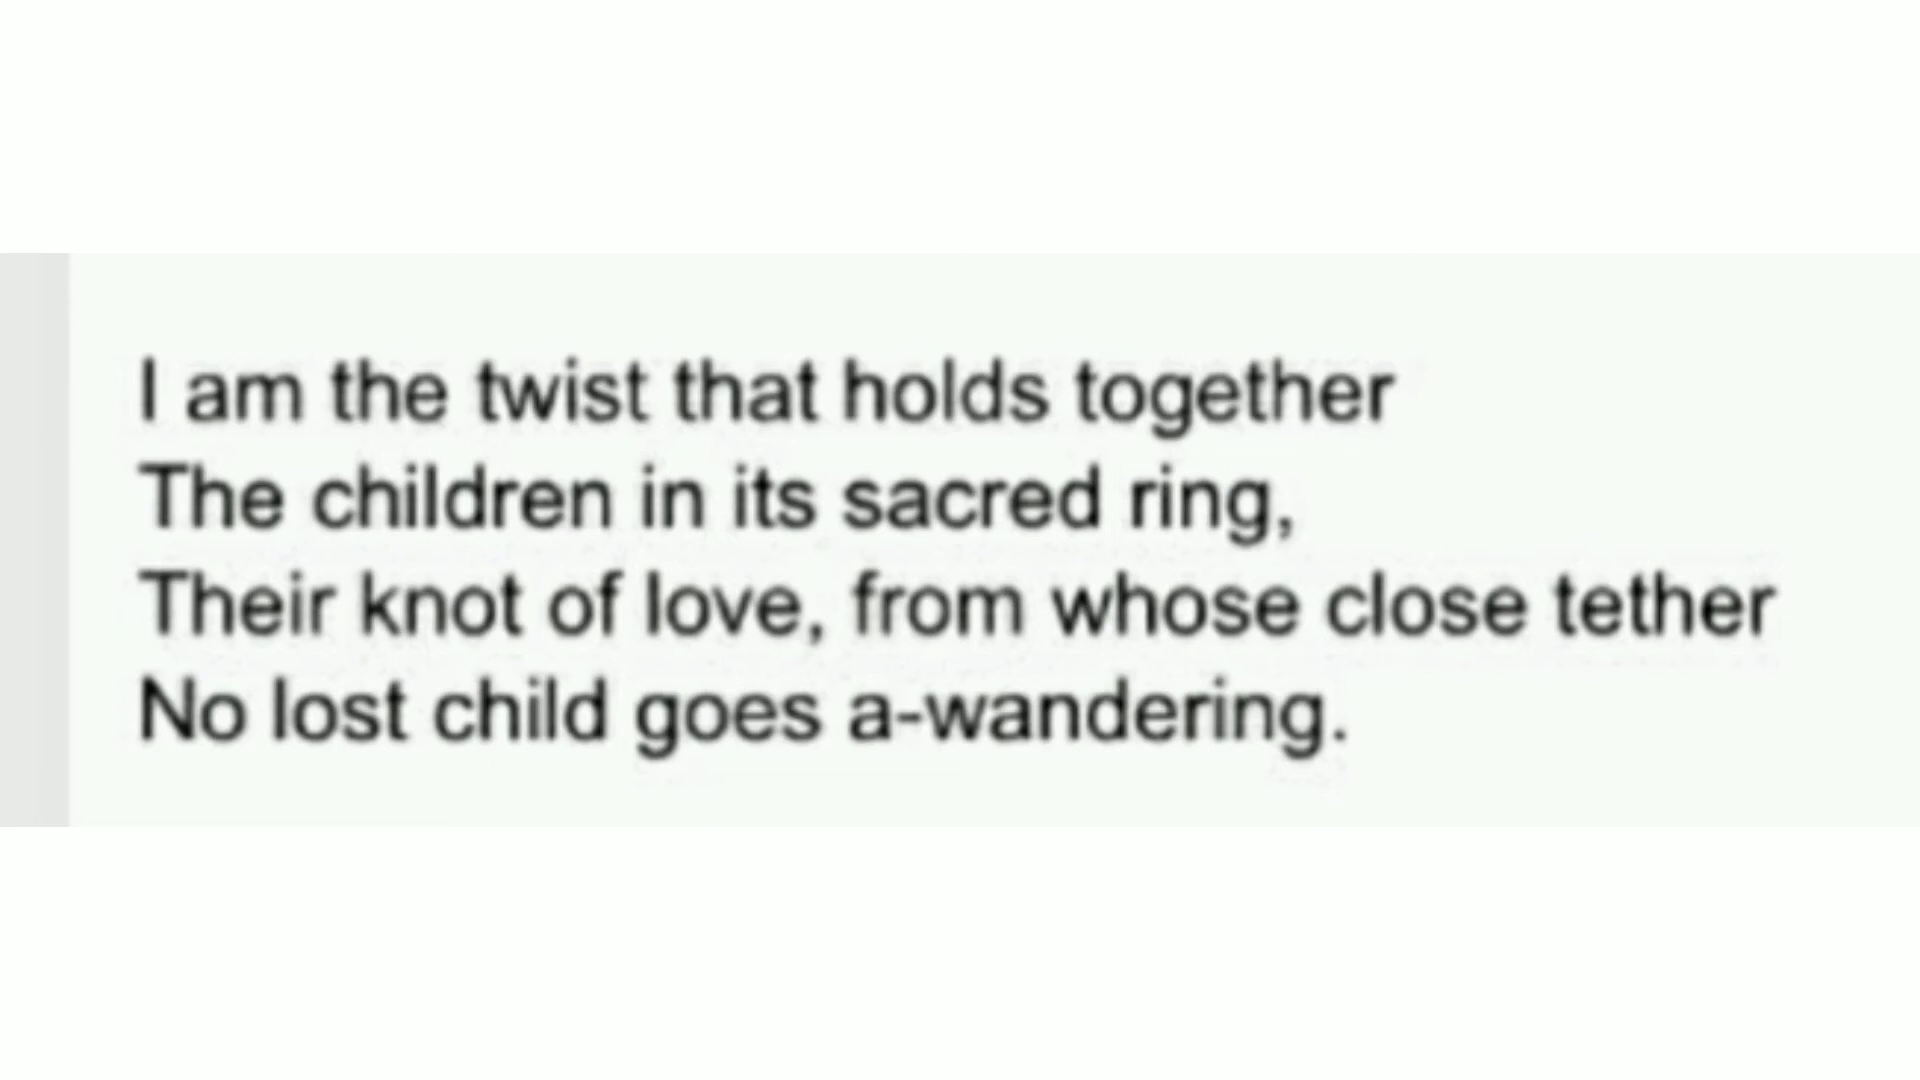 I am the twist that holds together
The children in its sacred ring,
Their knot of love, from whose close tether
No lost child goes a-wandering.